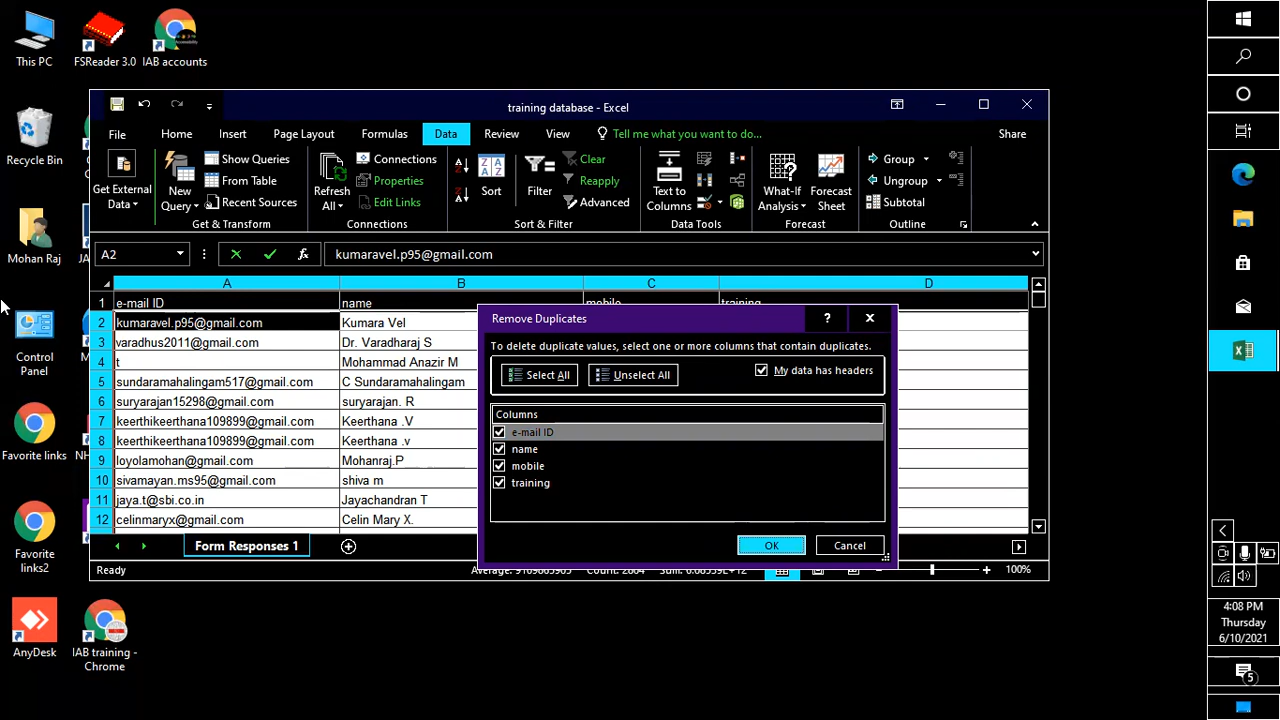 This PC
FSReader 3.0
IAB accounts
Recycle Bin
Mohan Raj
Control
Panel
Favorite links
Favorite
links2
AnyDesk
IAB training -
Chrome
training database - Excel
File
Home
Insert
Page Layout
Formulas
Data
Review
View
Tell me what you want to do...
Share
Get External
Data
New
Query
Show Queries
From Table
Recent Sources
Get & Transform
Refresh
All
Connections
Properties
Edit Links
Connections
Sort
Filter
Clear
Reapply
Advanced
Sort & Filter
Text to
Columns
Data Tools
What-If
Analysis
Forecast
Sheet
Forecast
Group
Ungroup
Subtotal
Outline
A2
fx
kumaravel.p95@gmail.com
A B C D
1 e-mail ID name mobile training
2 kumaravel.p95@gmail.com Kumara Vel
3 varadhus2011@gmail.com Dr. Varadharaj S
4 t Mohammad Anazir M
5 sundaramahalingam517@gmail.com C Sundaramahalingam
6 suryarajan15298@gmail.com suryarajan. R
7 keerthikeerthana109899@gmail.com Keerthana .V
8 keerthikeerthana109899@gmail.com Keerthana .v
9 loyolamohan@gmail.com Mohanraj.P
10 sivamayan.ms95@gmail.com shiva m
11 jaya.t@sbi.co.in Jayachandran T
12 celinmaryx@gmail.com Celin Mary X.
Form Responses 1
Ready
100%
Remove Duplicates
?
To delete duplicate values, select one or more columns that contain duplicates.
Select All
Unselect All
My data has headers
Columns
e-mail ID
name
mobile
training
OK
Cancel
4:08 PM
Thursday
6/10/2021
5